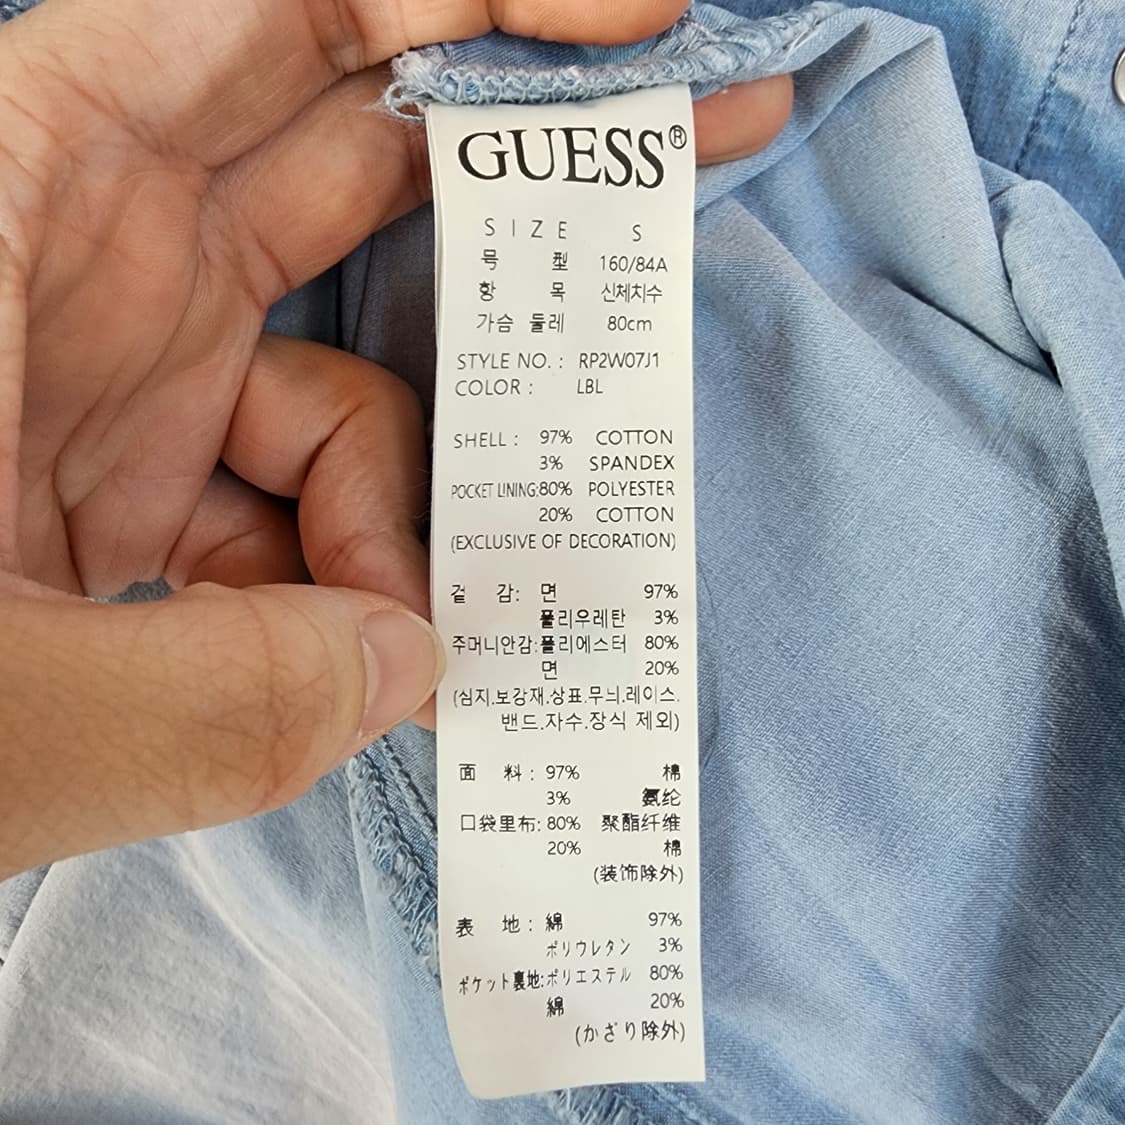 GUESS®
SIZE S
号 型 160/84A
항 목 신체치수
가슴 둘레 80cm
STYLE NO. : RP2W07J1
COLOR : LBL
SHELL : 97% COTTON
3% SPANDEX
POCKET LINING:80% POLYESTER
20% COTTON
(EXCLUSIVE OF DECORATION)
겉 감: 면 97%
폴리우레탄 3%
주머니안감:폴리에스터 80%
면 20%
(심지.보강재.상표.무늬.레이스.
밴드.자수.장식 제외)
面 料 : 97% 棉
3% 氨纶
口袋里布: 80% 聚酯纤维
20% 棉
(装饰除外)
表 地 : 綿 97%
ポリウレタン 3%
ポケット裏地:ポリエステル 80%
綿 20%
(かざり除外)